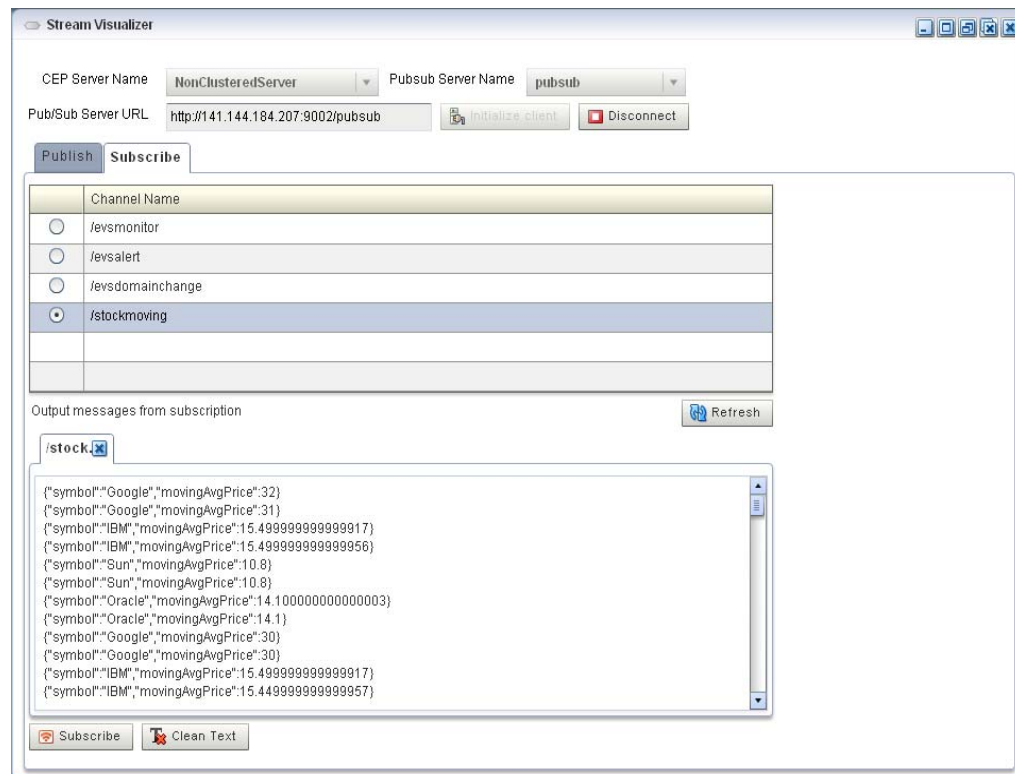 Stream Visualizer
CEP Server Name NonClusteredServer Pubsub Server Name pubsub
Pub/Sub Server URL http://141.144.184.207:9002/pubsub Initialize client Disconnect
Publish Subscribe
Channel Name
/evsmonitor
/evsalert
/evsdomainchange
/stockmoving
Output messages from subscription Refresh
/stock.
{"symbol":"Google","movingAvgPrice":32}
{"symbol":"Google","movingAvgPrice":31}
{"symbol":"IBM","movingAvgPrice":15.499999999999917}
{"symbol":"IBM","movingAvgPrice":15.499999999999956}
{"symbol":"Sun","movingAvgPrice":10.8}
{"symbol":"Sun","movingAvgPrice":10.8}
{"symbol":"Oracle","movingAvgPrice":14.100000000000003}
{"symbol":"Oracle","movingAvgPrice":14.1}
{"symbol":"Google","movingAvgPrice":30}
{"symbol":"Google","movingAvgPrice":30}
{"symbol":"IBM","movingAvgPrice":15.499999999999917}
{"symbol":"IBM","movingAvgPrice":15.449999999999957}
Subscribe Clean Text